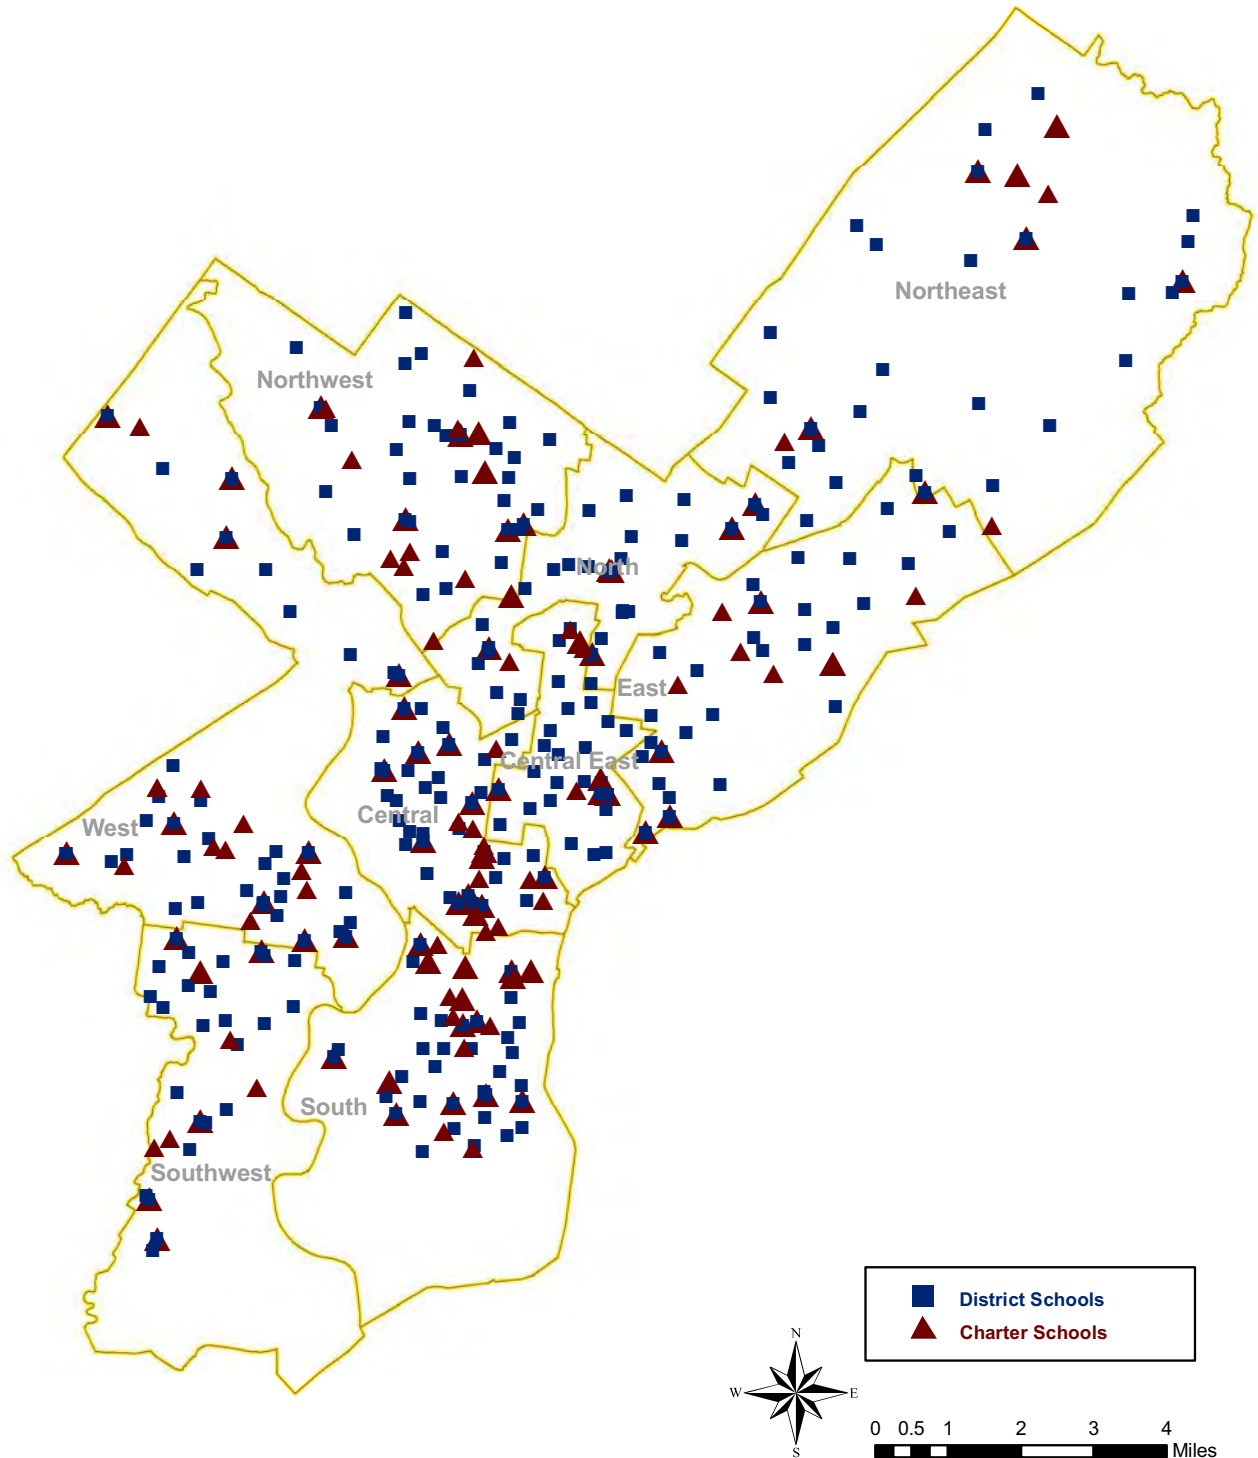 Northeast
Northwest
North
East
Central East
Central
West
South
Southwest
District Schools
Charter Schools
N
W E
S
0 0.5 1 2 3 4
Miles